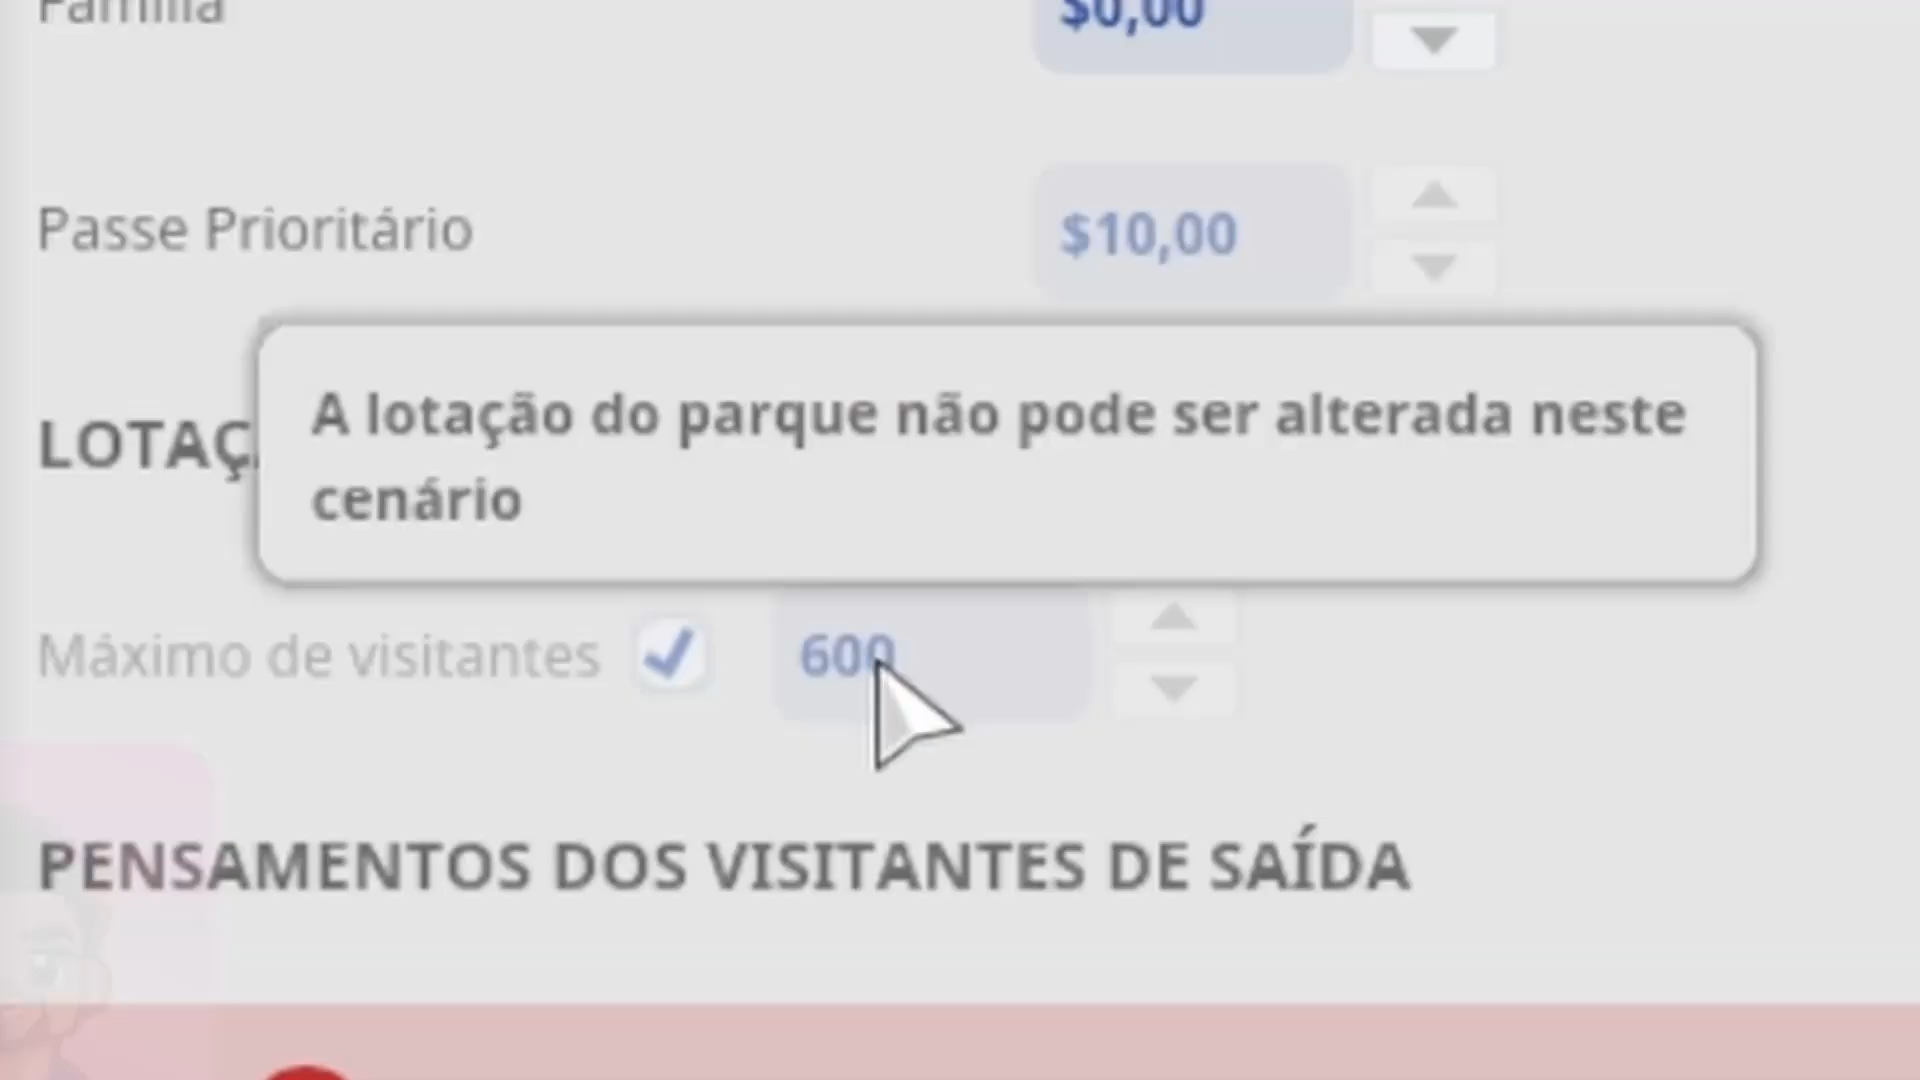 Família
$0,00
Passe Prioritário
$10,00
A lotação do parque não pode ser alterada neste
cenário
Máximo de visitantes
600
PENSAMENTOS DOS VISITANTES DE SAÍDA